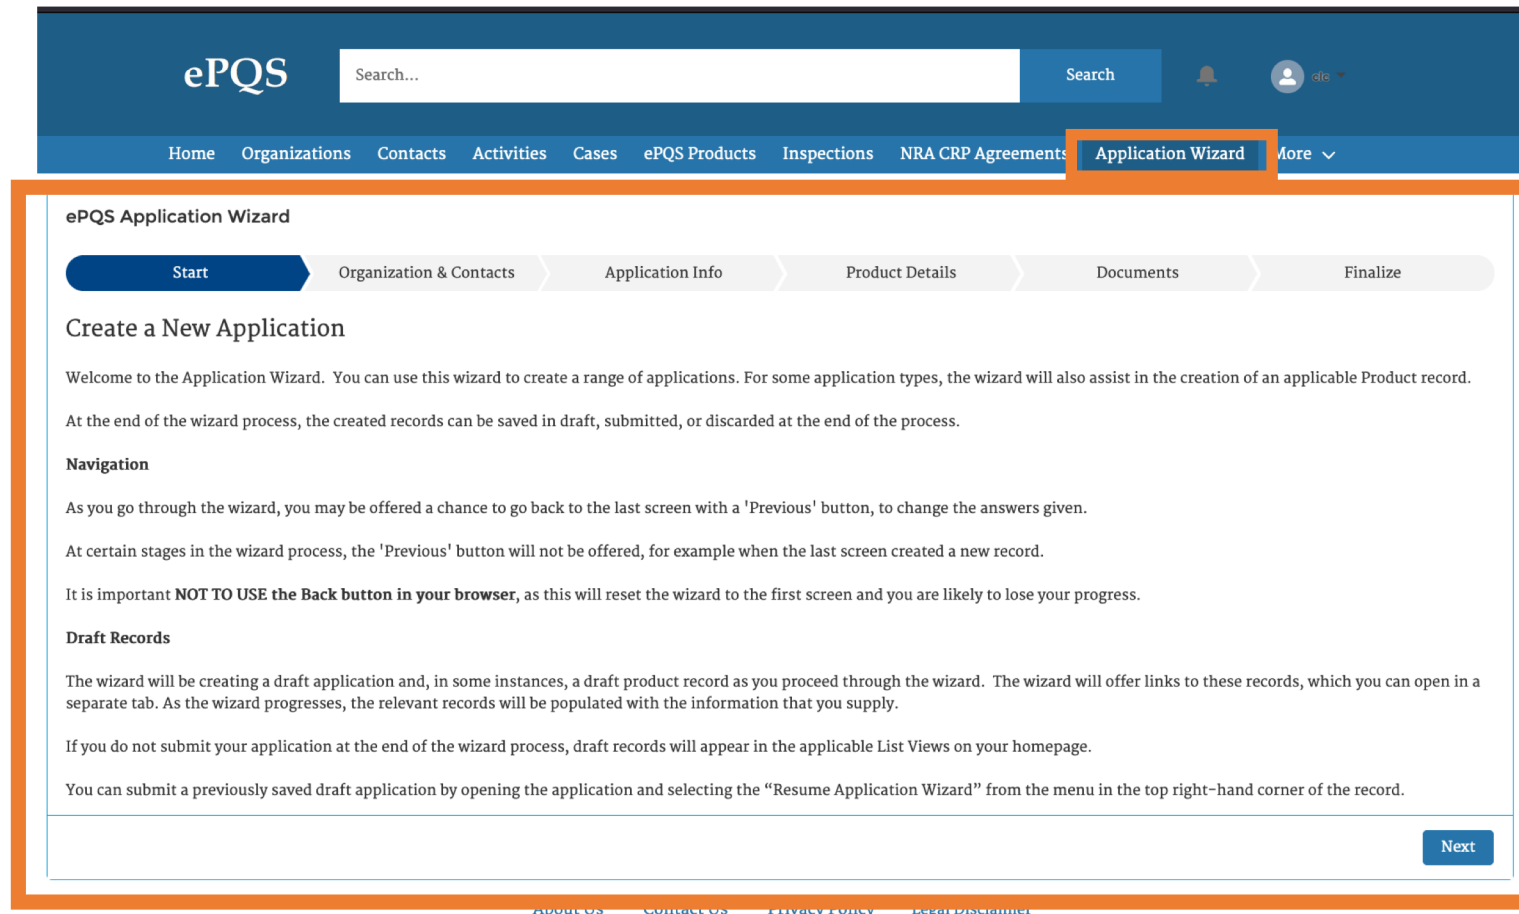 ePQS
Search...
Search
Home Organizations Contacts Activities Cases ePQS Products Inspections NRA CRP Agreements Application Wizard More
ePQS Application Wizard
Start Organization & Contacts Application Info Product Details Documents Finalize
Create a New Application
Welcome to the Application Wizard. You can use this wizard to create a range of applications. For some application types, the wizard will also assist in the creation of an applicable Product record.
At the end of the wizard process, the created records can be saved in draft, submitted, or discarded at the end of the process.
Navigation
As you go through the wizard, you may be offered a chance to go back to the last screen with a 'Previous' button, to change the answers given.
At certain stages in the wizard process, the 'Previous' button will not be offered, for example when the last screen created a new record.
It is important NOT TO USE the Back button in your browser, as this will reset the wizard to the first screen and you are likely to lose your progress.
Draft Records
The wizard will be creating a draft application and, in some instances, a draft product record as you proceed through the wizard. The wizard will offer links to these records, which you can open in a
separate tab. As the wizard progresses, the relevant records will be populated with the information that you supply.
If you do not submit your application at the end of the wizard process, draft records will appear in the applicable List Views on your homepage.
You can submit a previously saved draft application by opening the application and selecting the “Resume Application Wizard” from the menu in the top right-hand corner of the record.
Next
About Us Contact Us Privacy Policy Legal Disclaimer